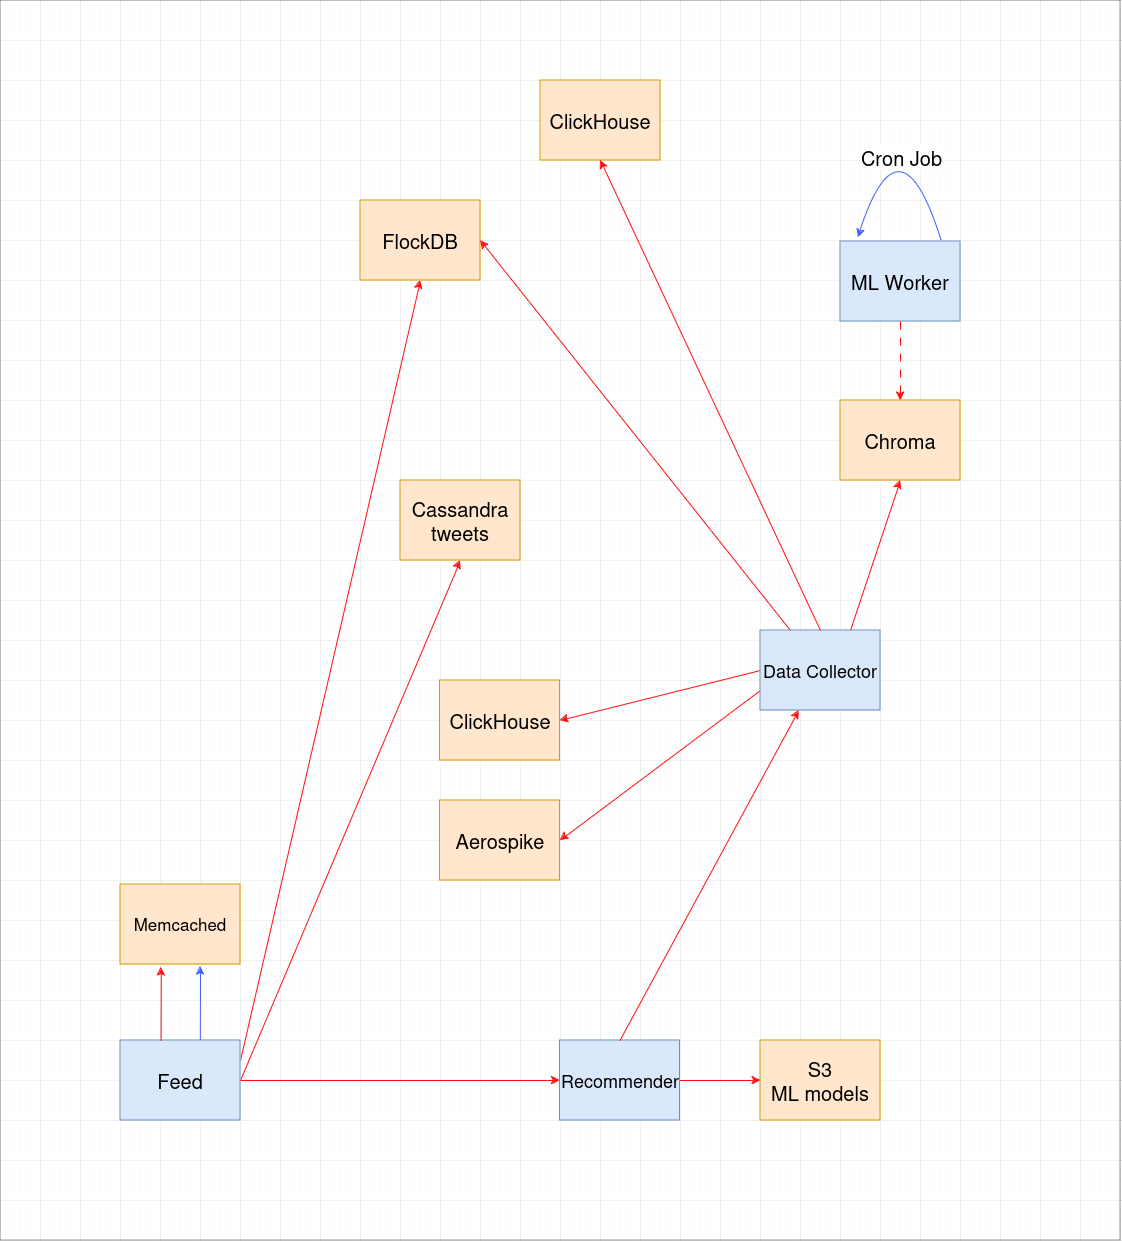 ClickHouse
Cron Job
FlockDB
ML Worker
Chroma
Cassandra
tweets
Data Collector
ClickHouse
Aerospike
Memcached
Feed
Recommender
S3
ML models